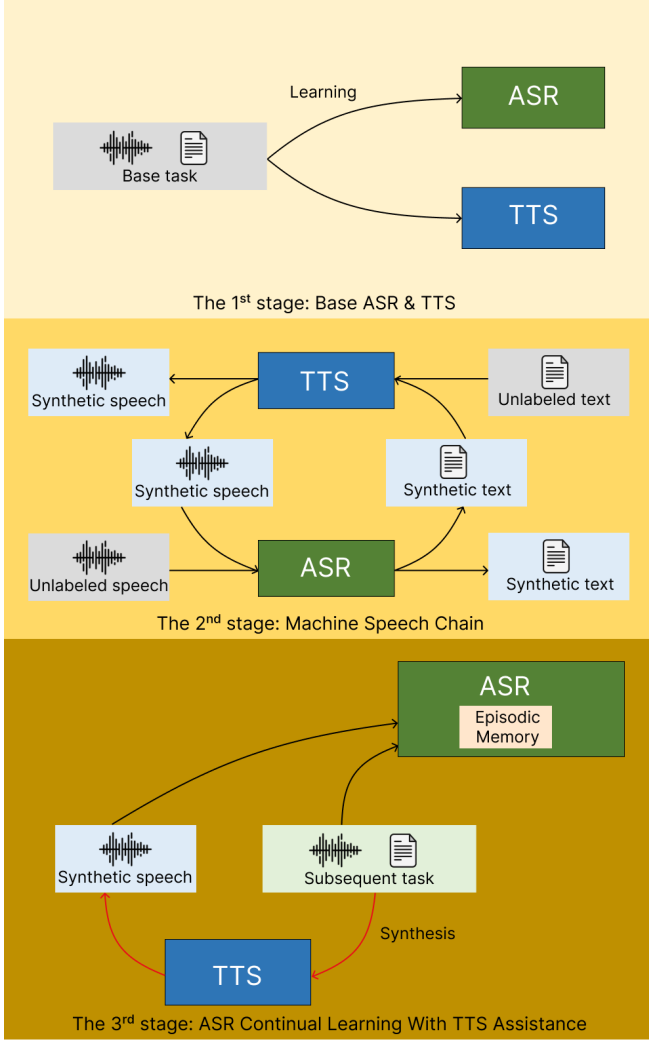 Learning
ASR
Base task
TTS
The 1st stage: Base ASR & TTS
Synthetic speech
TTS
Unlabeled text
Synthetic speech
Synthetic text
Unlabeled speech
ASR
Synthetic text
The 2nd stage: Machine Speech Chain
ASR
Episodic
Memory
Synthetic speech
Subsequent task
Synthesis
TTS
The 3rd stage: ASR Continual Learning With TTS Assistance